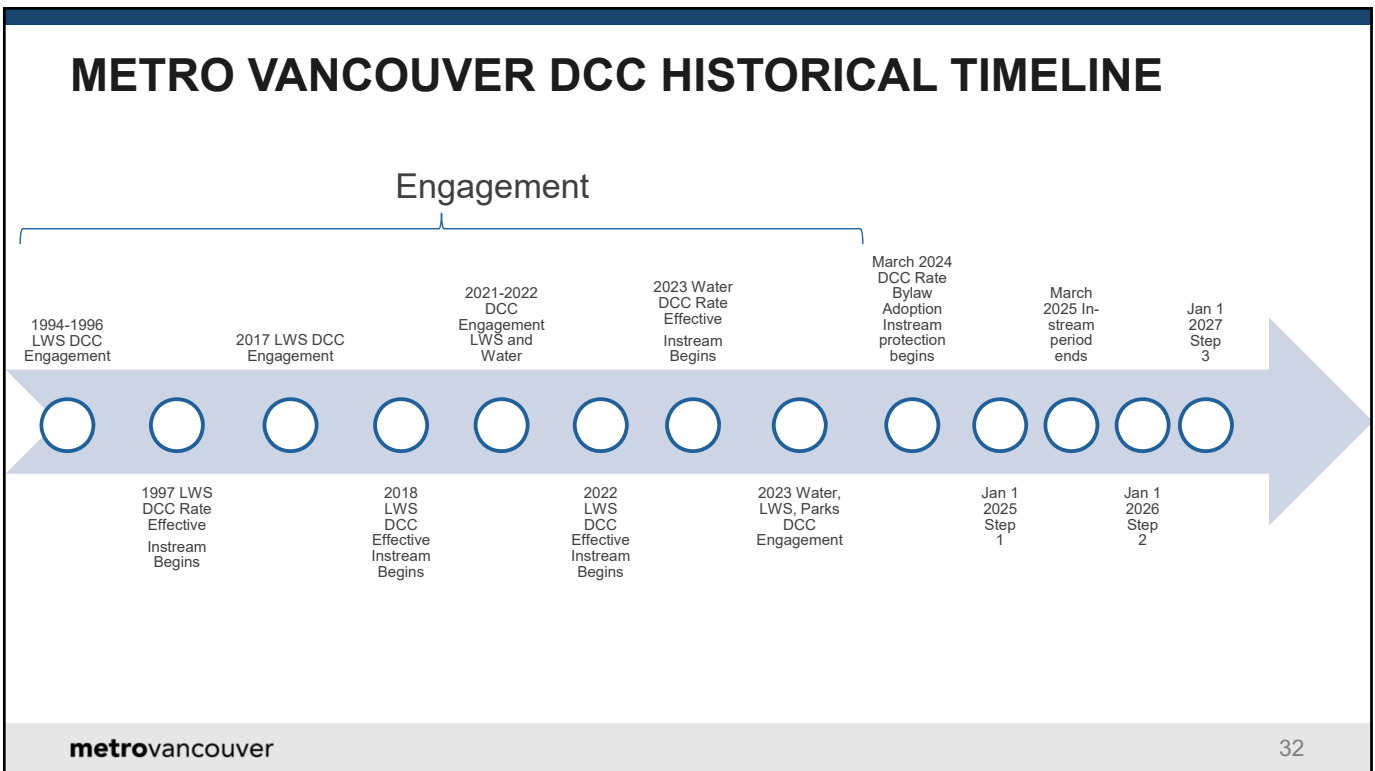 METRO VANCOUVER DCC HISTORICAL TIMELINE
Engagement
1994-1996
LWS DCC
Engagement
1997 LWS
DCC Rate
Effective
Instream
Begins
2017 LWS DCC
Engagement
2018
LWS
DCC
Effective
Instream
Begins
2021-2022
DCC
Engagement
LWS and
Water
2022
LWS
DCC
Effective
Instream
Begins
2023 Water
DCC Rate
Effective
Instream
Begins
2023 Water,
LWS, Parks
DCC
Engagement
March 2024
DCC Rate
Bylaw
Adoption
Instream
protection
begins
Jan 1
2025
Step
1
March
2025 In-
stream
period
ends
Jan 1
2026
Step
2
Jan 1
2027
Step
3
metrovancouver
32